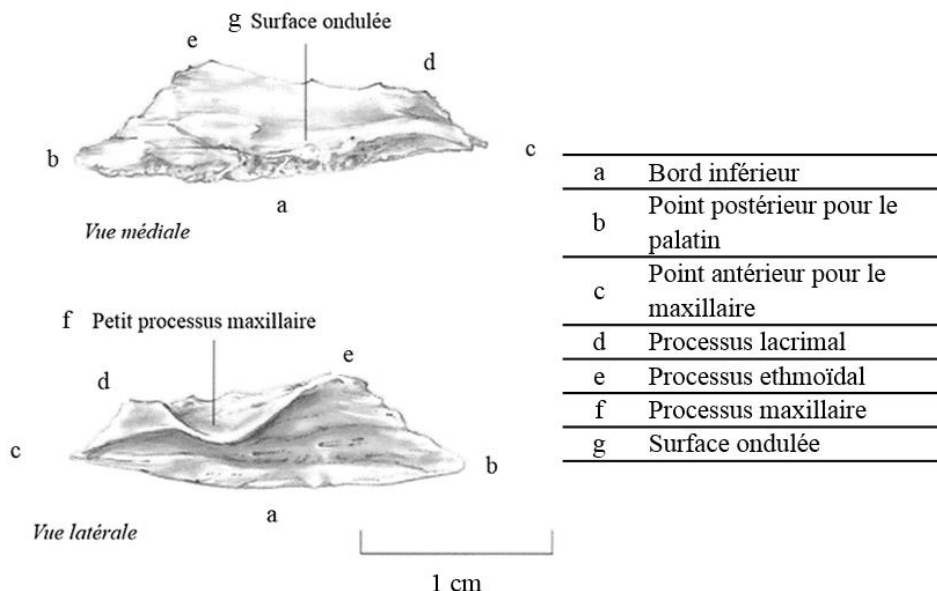 g Surface ondulée
e
d
b
c
a
Vue médiale
f Petit processus maxillaire
e
d
c
b
a
Vue latérale
1 cm
a Bord inférieur
b Point postérieur pour le
palatin
c Point antérieur pour le
maxillaire
d Processus lacrimal
e Processus ethmoïdal
f Processus maxillaire
g Surface ondulée